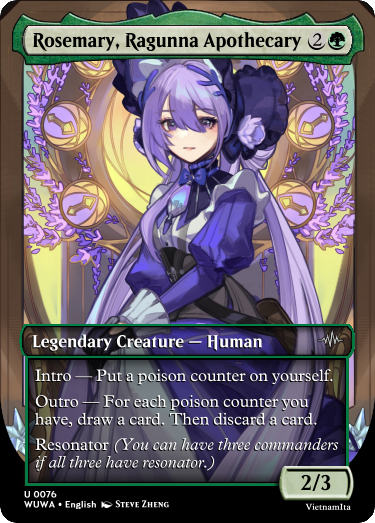 Rosemary, Ragunna Apothecary 2
Legendary Creature — Human
Intro — Put a poison counter on yourself.
Outro — For each poison counter you
have, draw a card. Then discard a card.
Resonator (You can have three commanders
if all three have resonator.)
2/3
U 0076
WUWA • English STEVE ZHENG
VietnamIta